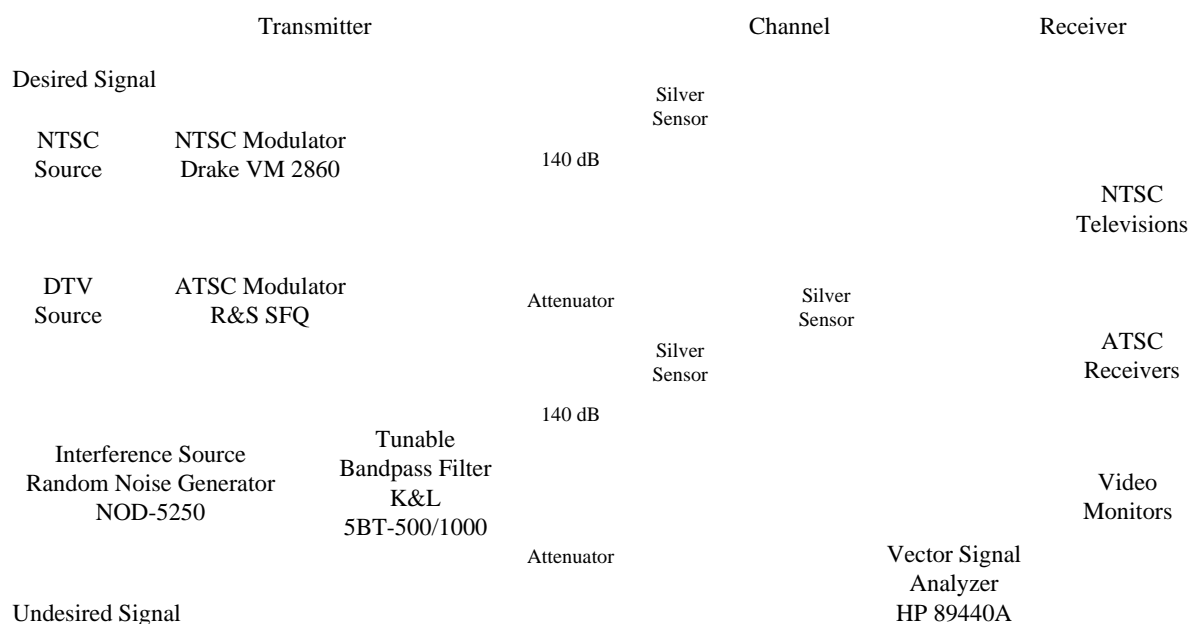 Transmitter
Channel
Receiver
Desired Signal
Silver
Sensor
NTSC
Source
NTSC Modulator
Drake VM 2860
140 dB
NTSC
Televisions
DTV
Source
ATSC Modulator
R&S SFQ
Attenuator
Silver
Sensor
Silver
Sensor
ATSC
Receivers
140 dB
Interference Source
Random Noise Generator
NOD-5250
Tunable
Bandpass Filter
K&L
5BT-500/1000
Video
Monitors
Attenuator
Vector Signal
Analyzer
HP 89440A
Undesired Signal